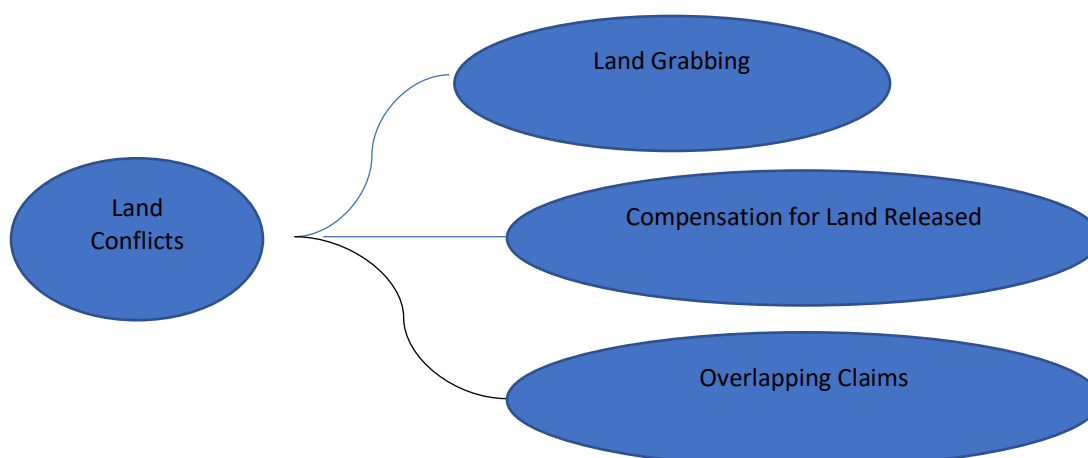 Land Grabbing
Land
Conflicts
Compensation for Land Released
Overlapping Claims